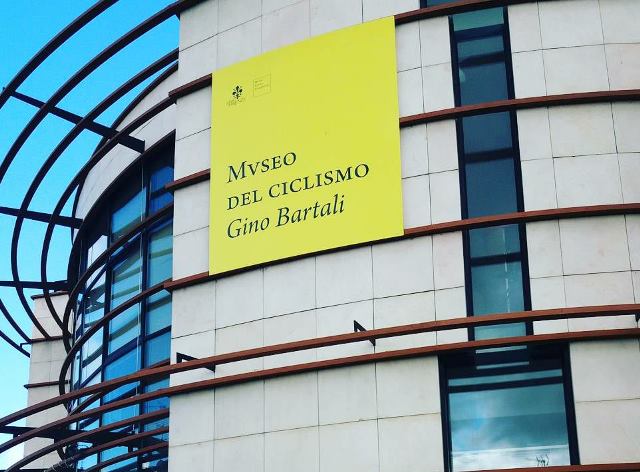 MVSEO
DEL CICLISMO
Gino Bartali